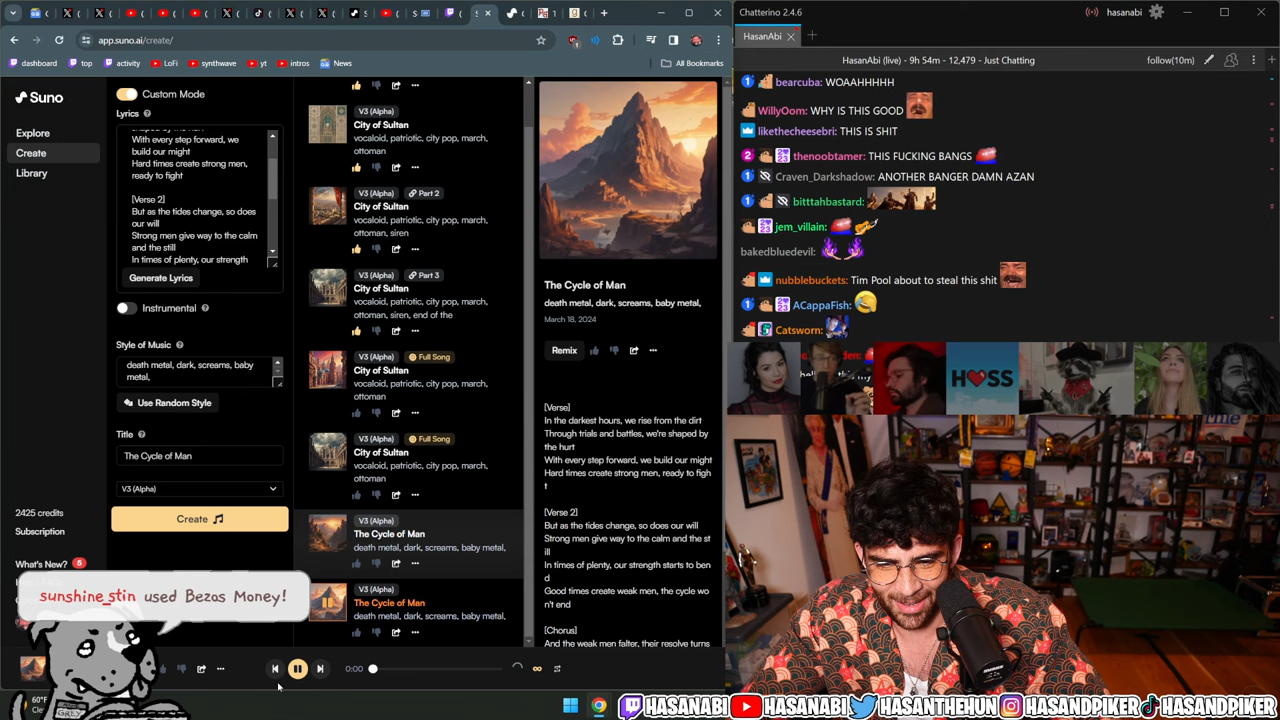 app.suno.ai/create/
dashboard
top
activity
LoFi
synthwave
yt
intros
News
All Bookmarks
Suno
Explore
Create
Library
2425 credits
Subscription
What's New?
5
Custom Mode
Lyrics
With every step forward, we
build our might
Hard times create strong men,
ready to fight
[Verse 2]
But as the tides change, so does
our will
Strong men give way to the calm
and the still
In times of plenty, our strength
Generate Lyrics
Instrumental
Style of Music
death metal, dark, screams, baby
metal,
Use Random Style
Title
The Cycle of Man
V3 (Alpha)
Create
V3 (Alpha)
City of Sultan
vocaloid, patriotic, city pop, march,
ottoman
V3 (Alpha) Part 2
City of Sultan
vocaloid, patriotic, city pop, march,
ottoman, siren
V3 (Alpha) Part 3
City of Sultan
vocaloid, patriotic, city pop, march,
ottoman, siren, end of the
V3 (Alpha) Full Song
City of Sultan
vocaloid, patriotic, city pop, march,
ottoman
V3 (Alpha) Full Song
City of Sultan
vocaloid, patriotic, city pop, march,
ottoman
V3 (Alpha)
The Cycle of Man
death metal, dark, screams, baby metal,
V3 (Alpha)
The Cycle of Man
death metal, dark, screams, baby metal,
The Cycle of Man
death metal, dark, screams, baby metal,
March 18, 2024
Remix
[Verse]
In the darkest hours, we rise from the dirt
Through trials and battles, we're shaped by
the hurt
With every step forward, we build our might
Hard times create strong men, ready to figh
t
[Verse 2]
But as the tides change, so does our will
Strong men give way to the calm and the st
ill
In times of plenty, our strength starts to ben
d
Good times create weak men, the cycle wo
n't end
[Chorus]
And the weak men falter, their resolve turns
0:00
sunshine_stin used Bezos Money!
GREY
60°F
Chatterino 2.4.6
hasanabi
HasanAbi
HasanAbi (live) - 9h 54m - 12,479 - Just Chatting
follow(10m)
bearcuba: WOAAHHHHH
WillyOom: WHY IS THIS GOOD
likethecheesebri: THIS IS SHIT
2 thenoobtamer: THIS FUCKING BANGS
Craven_Darkshadow: ANOTHER BANGER DAMN AZAN
bitttahbastard:
jem_villain:
bakedbluedevil:
nubblebuckets: Tim Pool about to steal this shit
ACappaFish:
Catsworn:
H SS
HASANABI
HASANABI
HASANTHEHUN
HASANDPIKER
HASANDPIKER